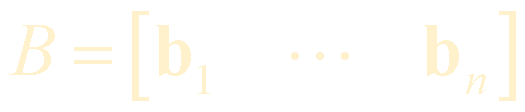 B = [b₁ ⋯ bₙ]